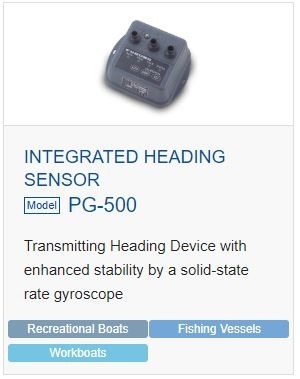 FURUNO
INTEGRATED HEADING
SENSOR
Model PG-500
Transmitting Heading Device with
enhanced stability by a solid-state
rate gyroscope
Recreational Boats
Fishing Vessels
Workboats